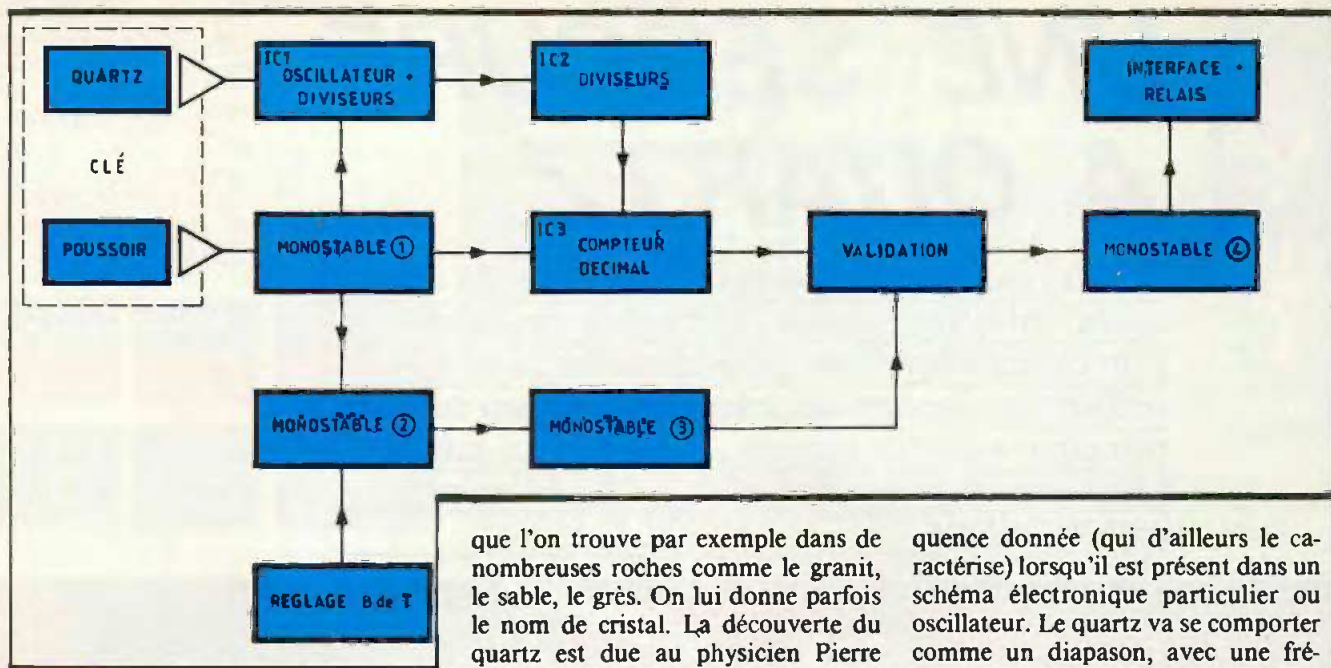 QUARTZ
CLÉ
POUSSOIR
IC1
OSCILLATEUR +
DIVISEURS
IC2
DIVISEURS
INTERFACE +
RELAIS
MONOSTABLE ①
IC3
COMPTEUR
DECIMAL
VALIDATION
MONOSTABLE ④
MONOSTABLE ②
MONOSTABLE ③
REGLAGE B de T
que l'on trouve par exemple dans de
nombreuses roches comme le granit,
le sable, le grès. On lui donne parfois
le nom de cristal. La découverte du
quartz est due au physicien Pierre
quence donnée (qui d'ailleurs le ca-
ractérise) lorsqu'il est présent dans un
schéma électronique particulier ou
oscillateur. Le quartz va se comporter
comme un diapason, avec une fré-